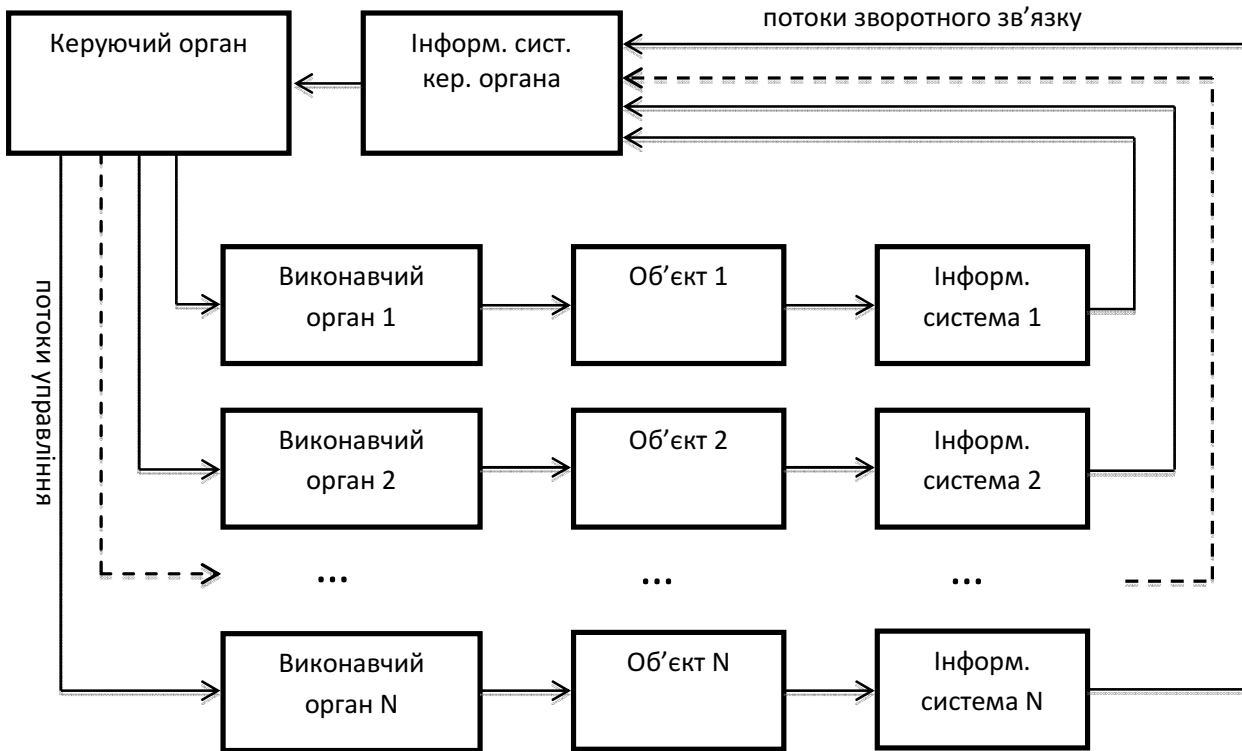 потоки зворотного зв’язку
Керуючий орган
Інформ. сист.
кер. органа
потоки управління
Виконавчий
орган 1
Об’єкт 1
Інформ.
система 1
Виконавчий
орган 2
Об’єкт 2
Інформ.
система 2
... ... ...
Виконавчий
орган N
Об’єкт N
Інформ.
система N